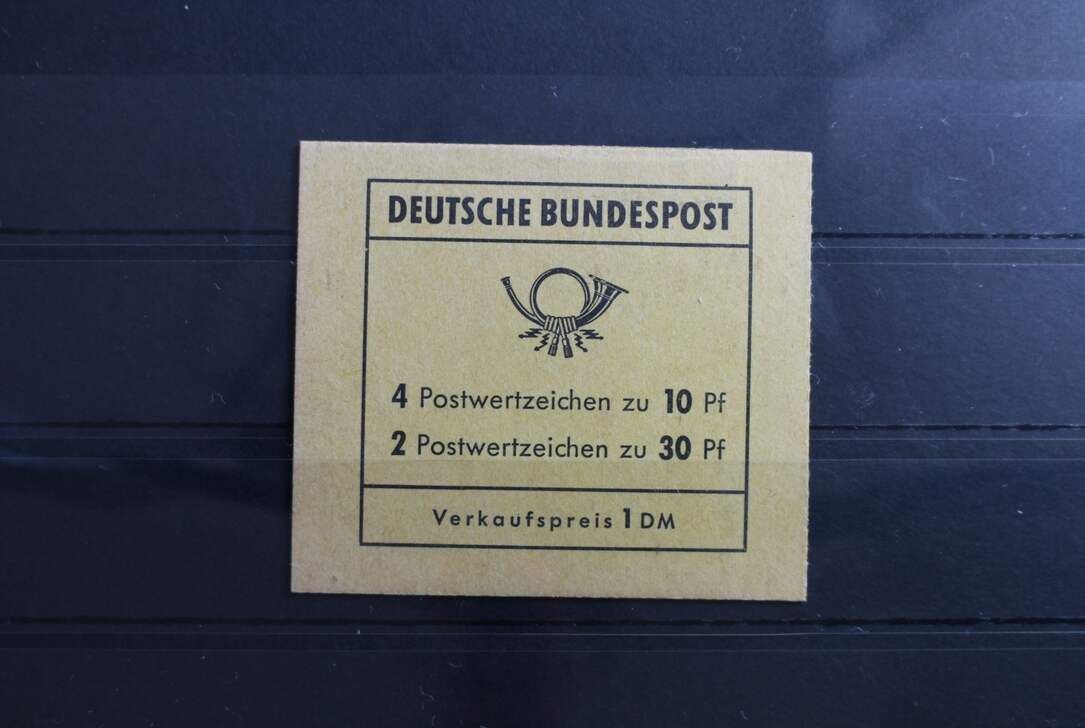 DEUTSCHE BUNDESPOST
4 Postwertzeichen zu 10 Pf
2 Postwertzeichen zu 30 Pf
Verkaufspreis 1 DM